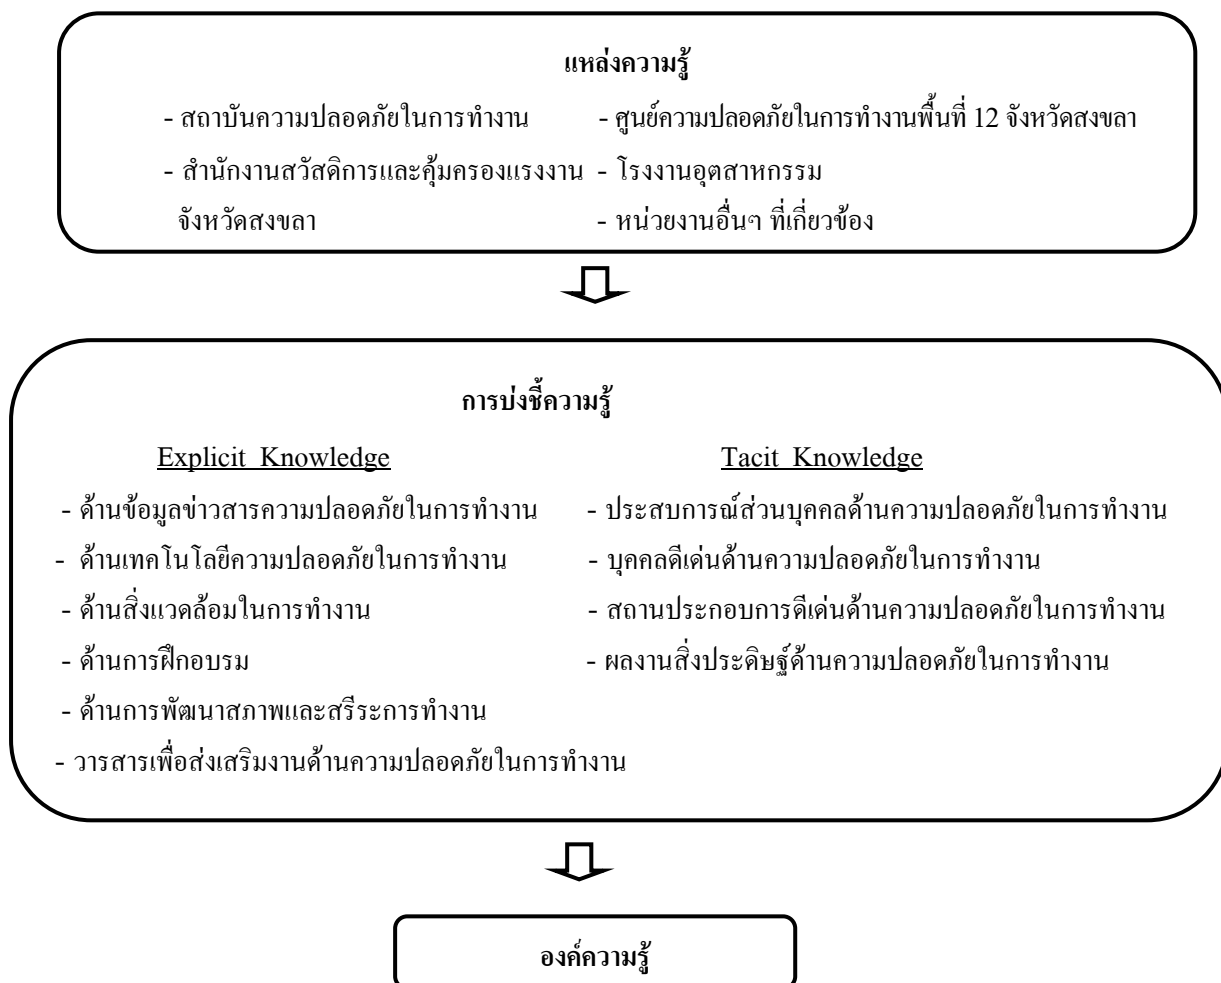 แหล่งความรู้
- สถาบันความปลอดภัยในการทำงาน - ศูนย์ความปลอดภัยในการทำงานพื้นที่ 12 จังหวัดสงขลา
- สำนักงานสวัสดิการและคุ้มครองแรงงาน - โรงงานอุตสาหกรรม
จังหวัดสงขลา - หน่วยงานอื่นๆ ที่เกี่ยวข้อง
การบ่งชี้ความรู้
Explicit Knowledge Tacit Knowledge
- ด้านข้อมูลข่าวสารความปลอดภัยในการทำงาน - ประสบการณ์ส่วนบุคคลด้านความปลอดภัยในการทำงาน
- ด้านเทคโนโลยีความปลอดภัยในการทำงาน - บุคคลดีเด่นด้านความปลอดภัยในการทำงาน
- ด้านสิ่งแวดล้อมในการทำงาน - สถานประกอบการดีเด่นด้านความปลอดภัยในการทำงาน
- ด้านการฝึกอบรม - ผลงานสิ่งประดิษฐ์ด้านความปลอดภัยในการทำงาน
- ด้านการพัฒนาสภาพและสรีระการทำงาน
- วารสารเพื่อส่งเสริมงานด้านความปลอดภัยในการทำงาน
องค์ความรู้